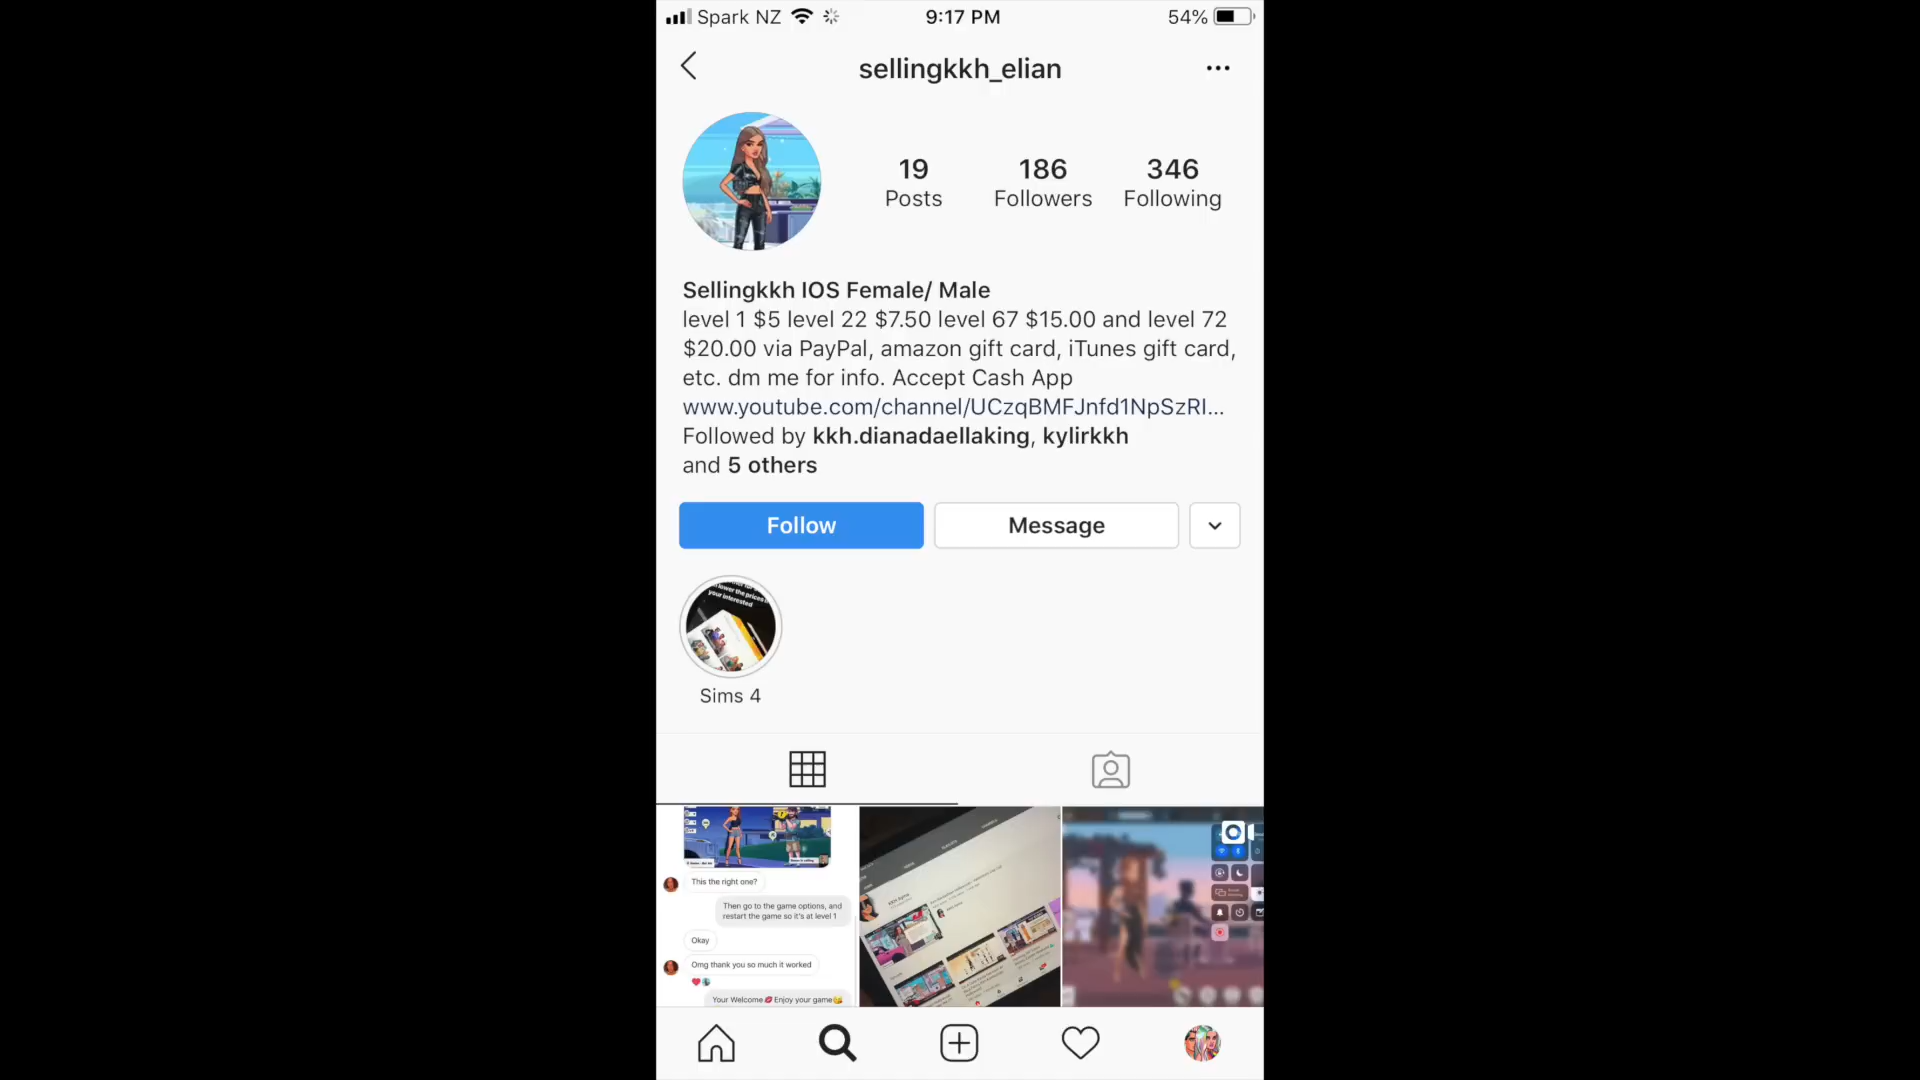 Spark NZ 9:17 PM 54%
sellingkkh_elian
19 186 346
Posts Followers Following
Sellingkkh IOS Female/ Male
level 1 $5 level 22 $7.50 level 67 $15.00 and level 72
$20.00 via PayPal, amazon gift card, iTunes gift card,
etc. dm me for info. Accept Cash App
www.youtube.com/channel/UCzqBMFJnfd1NpSzRI...
Followed by kkh.dianadaellaking, kylirkkh
and 5 others
Follow Message
lower the prices
your interested
Sims 4
This the right one?
Then go to the game options, and
restart the game so it's at level 1
Okay
Omg thank you so much it worked
Your Welcome💋 Enjoy your game😋